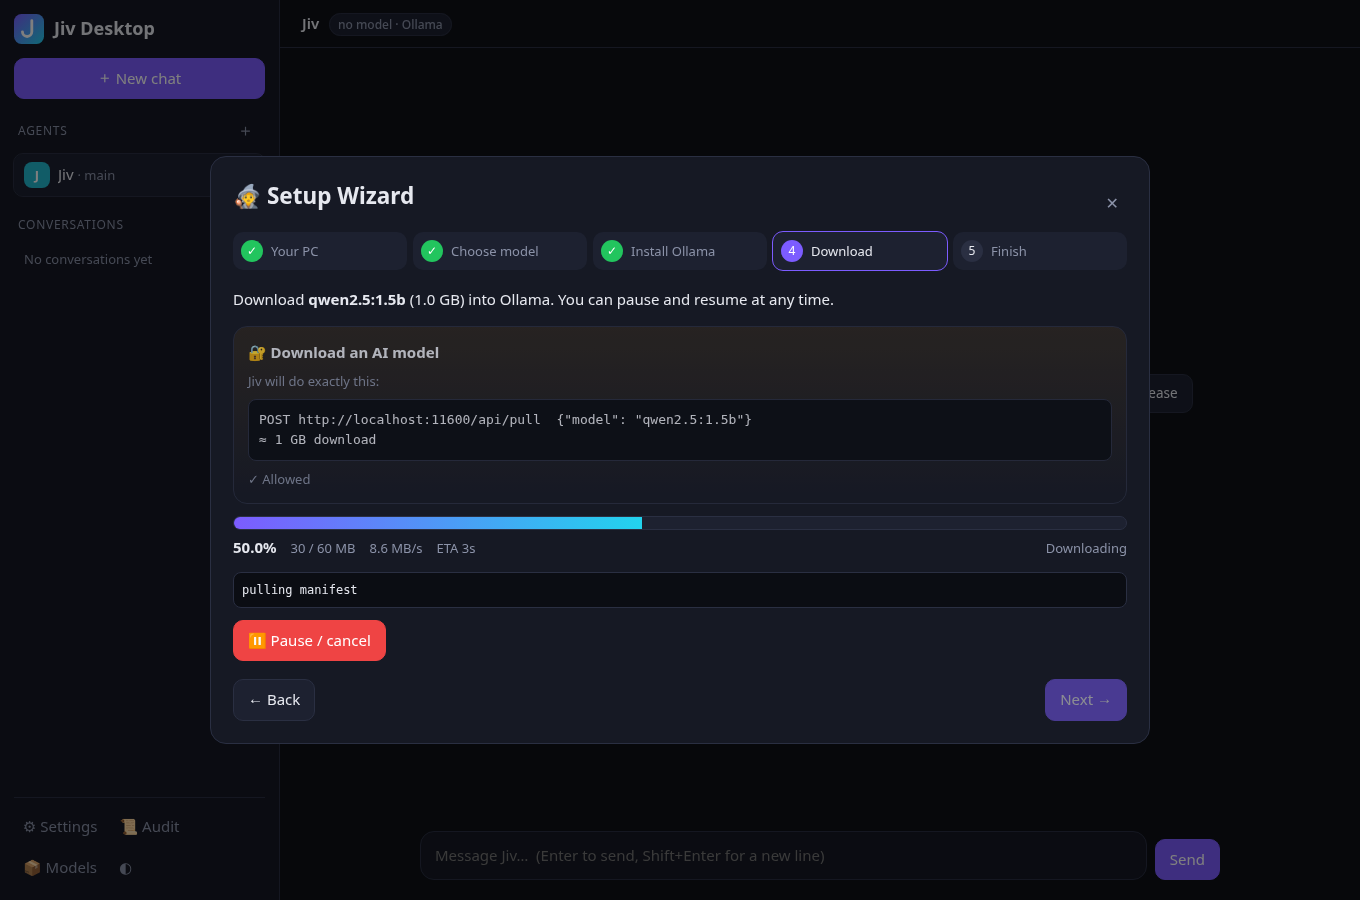 J Jiv Desktop
+ New chat
AGENTS +
J Jiv · main
CONVERSATIONS
No conversations yet
⚙ Settings 📜 Audit
📦 Models ◐
Jiv no model · Ollama
🧙 Setup Wizard ×
✓ Your PC ✓ Choose model ✓ Install Ollama 4 Download 5 Finish
Download qwen2.5:1.5b (1.0 GB) into Ollama. You can pause and resume at any time.
🔐 Download an AI model
Jiv will do exactly this:
POST http://localhost:11600/api/pull {"model": "qwen2.5:1.5b"}
≈ 1 GB download
✓ Allowed
50.0% 30 / 60 MB 8.6 MB/s ETA 3s Downloading
pulling manifest
⏸ Pause / cancel
← Back Next →
ease
Message Jiv… (Enter to send, Shift+Enter for a new line) Send